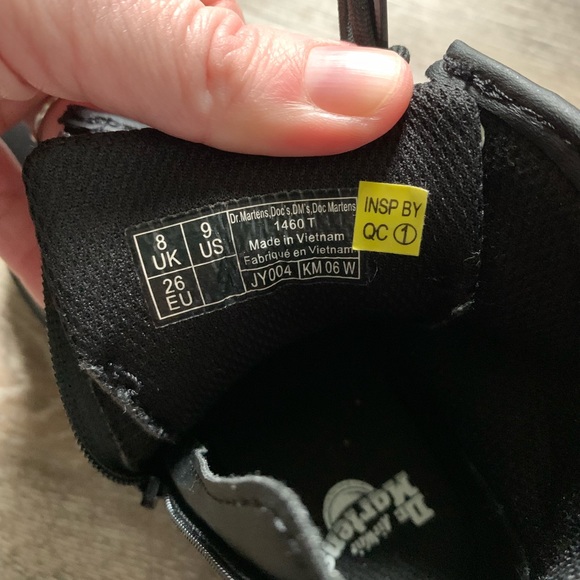 8
UK
9
US
26
EU
Dr.Martens,Doc's,DM's,Doc Martens
1460 T
Made in Vietnam
Fabriqué en Vietnam
JY004
KM 06 W
INSP BY
QC 1
Dr. AirWair
Martens